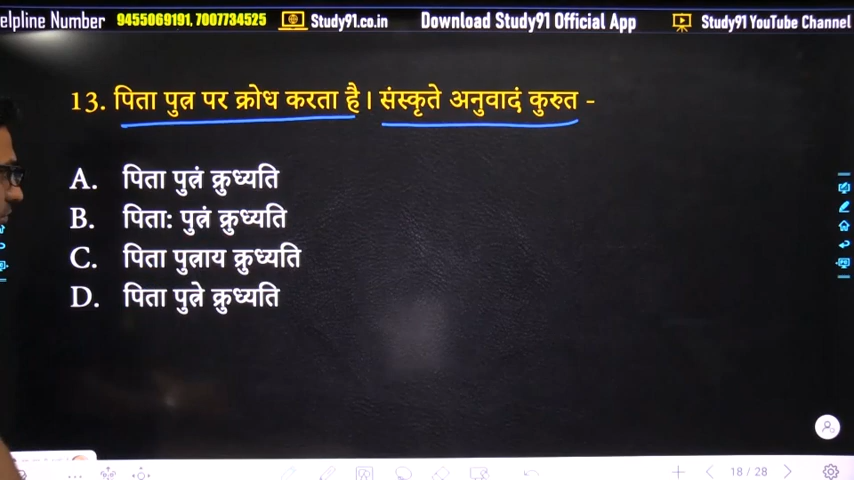 elpline Number 9455069191, 7007734525 Study91.co.in Download Study91 Official App Study91 YouTube Channel
13. पिता पुत्र पर क्रोध करता है। संस्कृते अनुवादं कुरुत -
A. पिता पुत्रं क्रुध्यति
B. पिता: पुत्रं क्रुध्यति
C. पिता पुत्राय क्रुध्यति
D. पिता पुत्रे क्रुध्यति
18 / 28